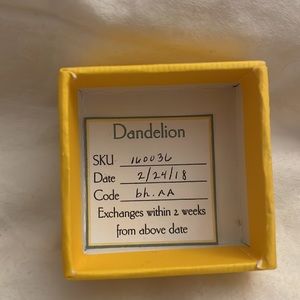 Dandelion
SKU 160036
Date 2/24/18
Code bh.AA
Exchanges within 2 weeks
from above date